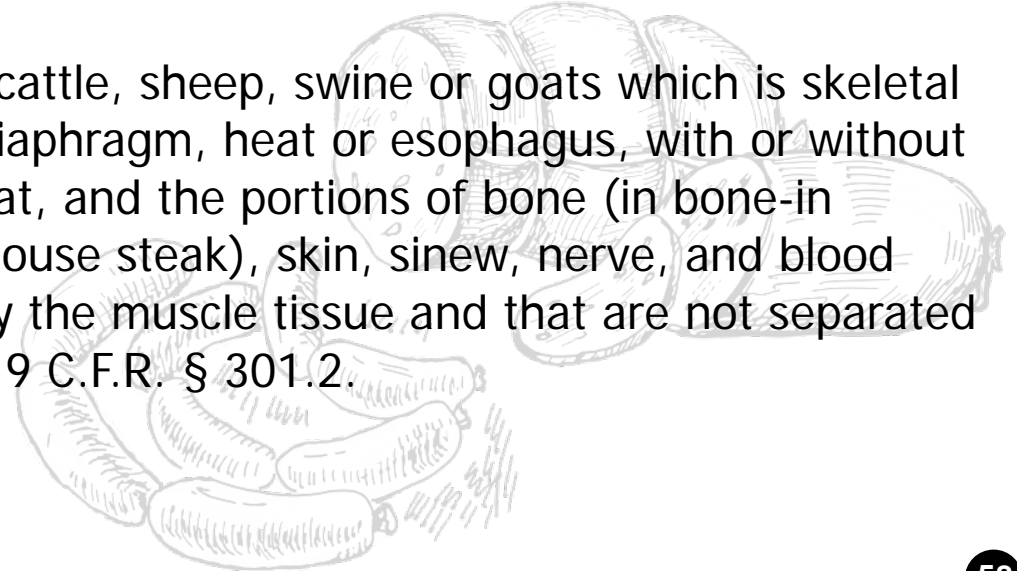 cattle, sheep, swine or goats which is skeletal
iaphragm, heat or esophagus, with or without
at, and the portions of bone (in bone-in
ouse steak), skin, sinew, nerve, and blood
y the muscle tissue and that are not separated
9 C.F.R. § 301.2.